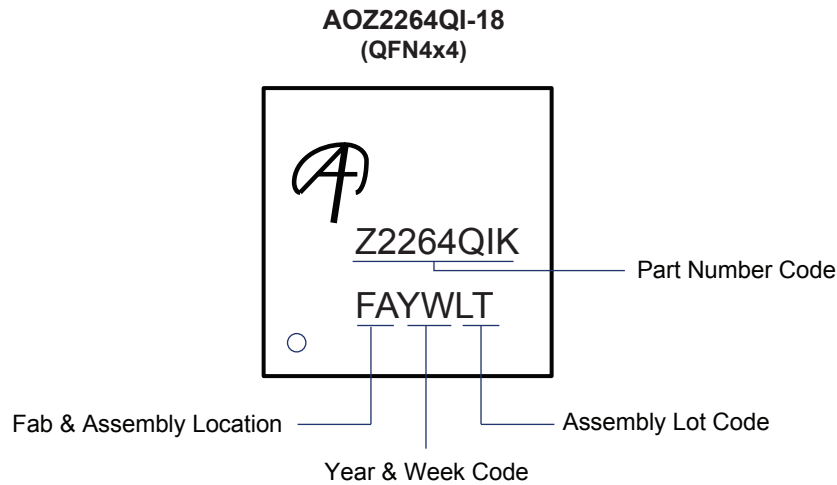 AOZ2264QI-18
(QFN4x4)
Z2264QIK
Part Number Code
FAYWLT
Fab & Assembly Location
Assembly Lot Code
Year & Week Code